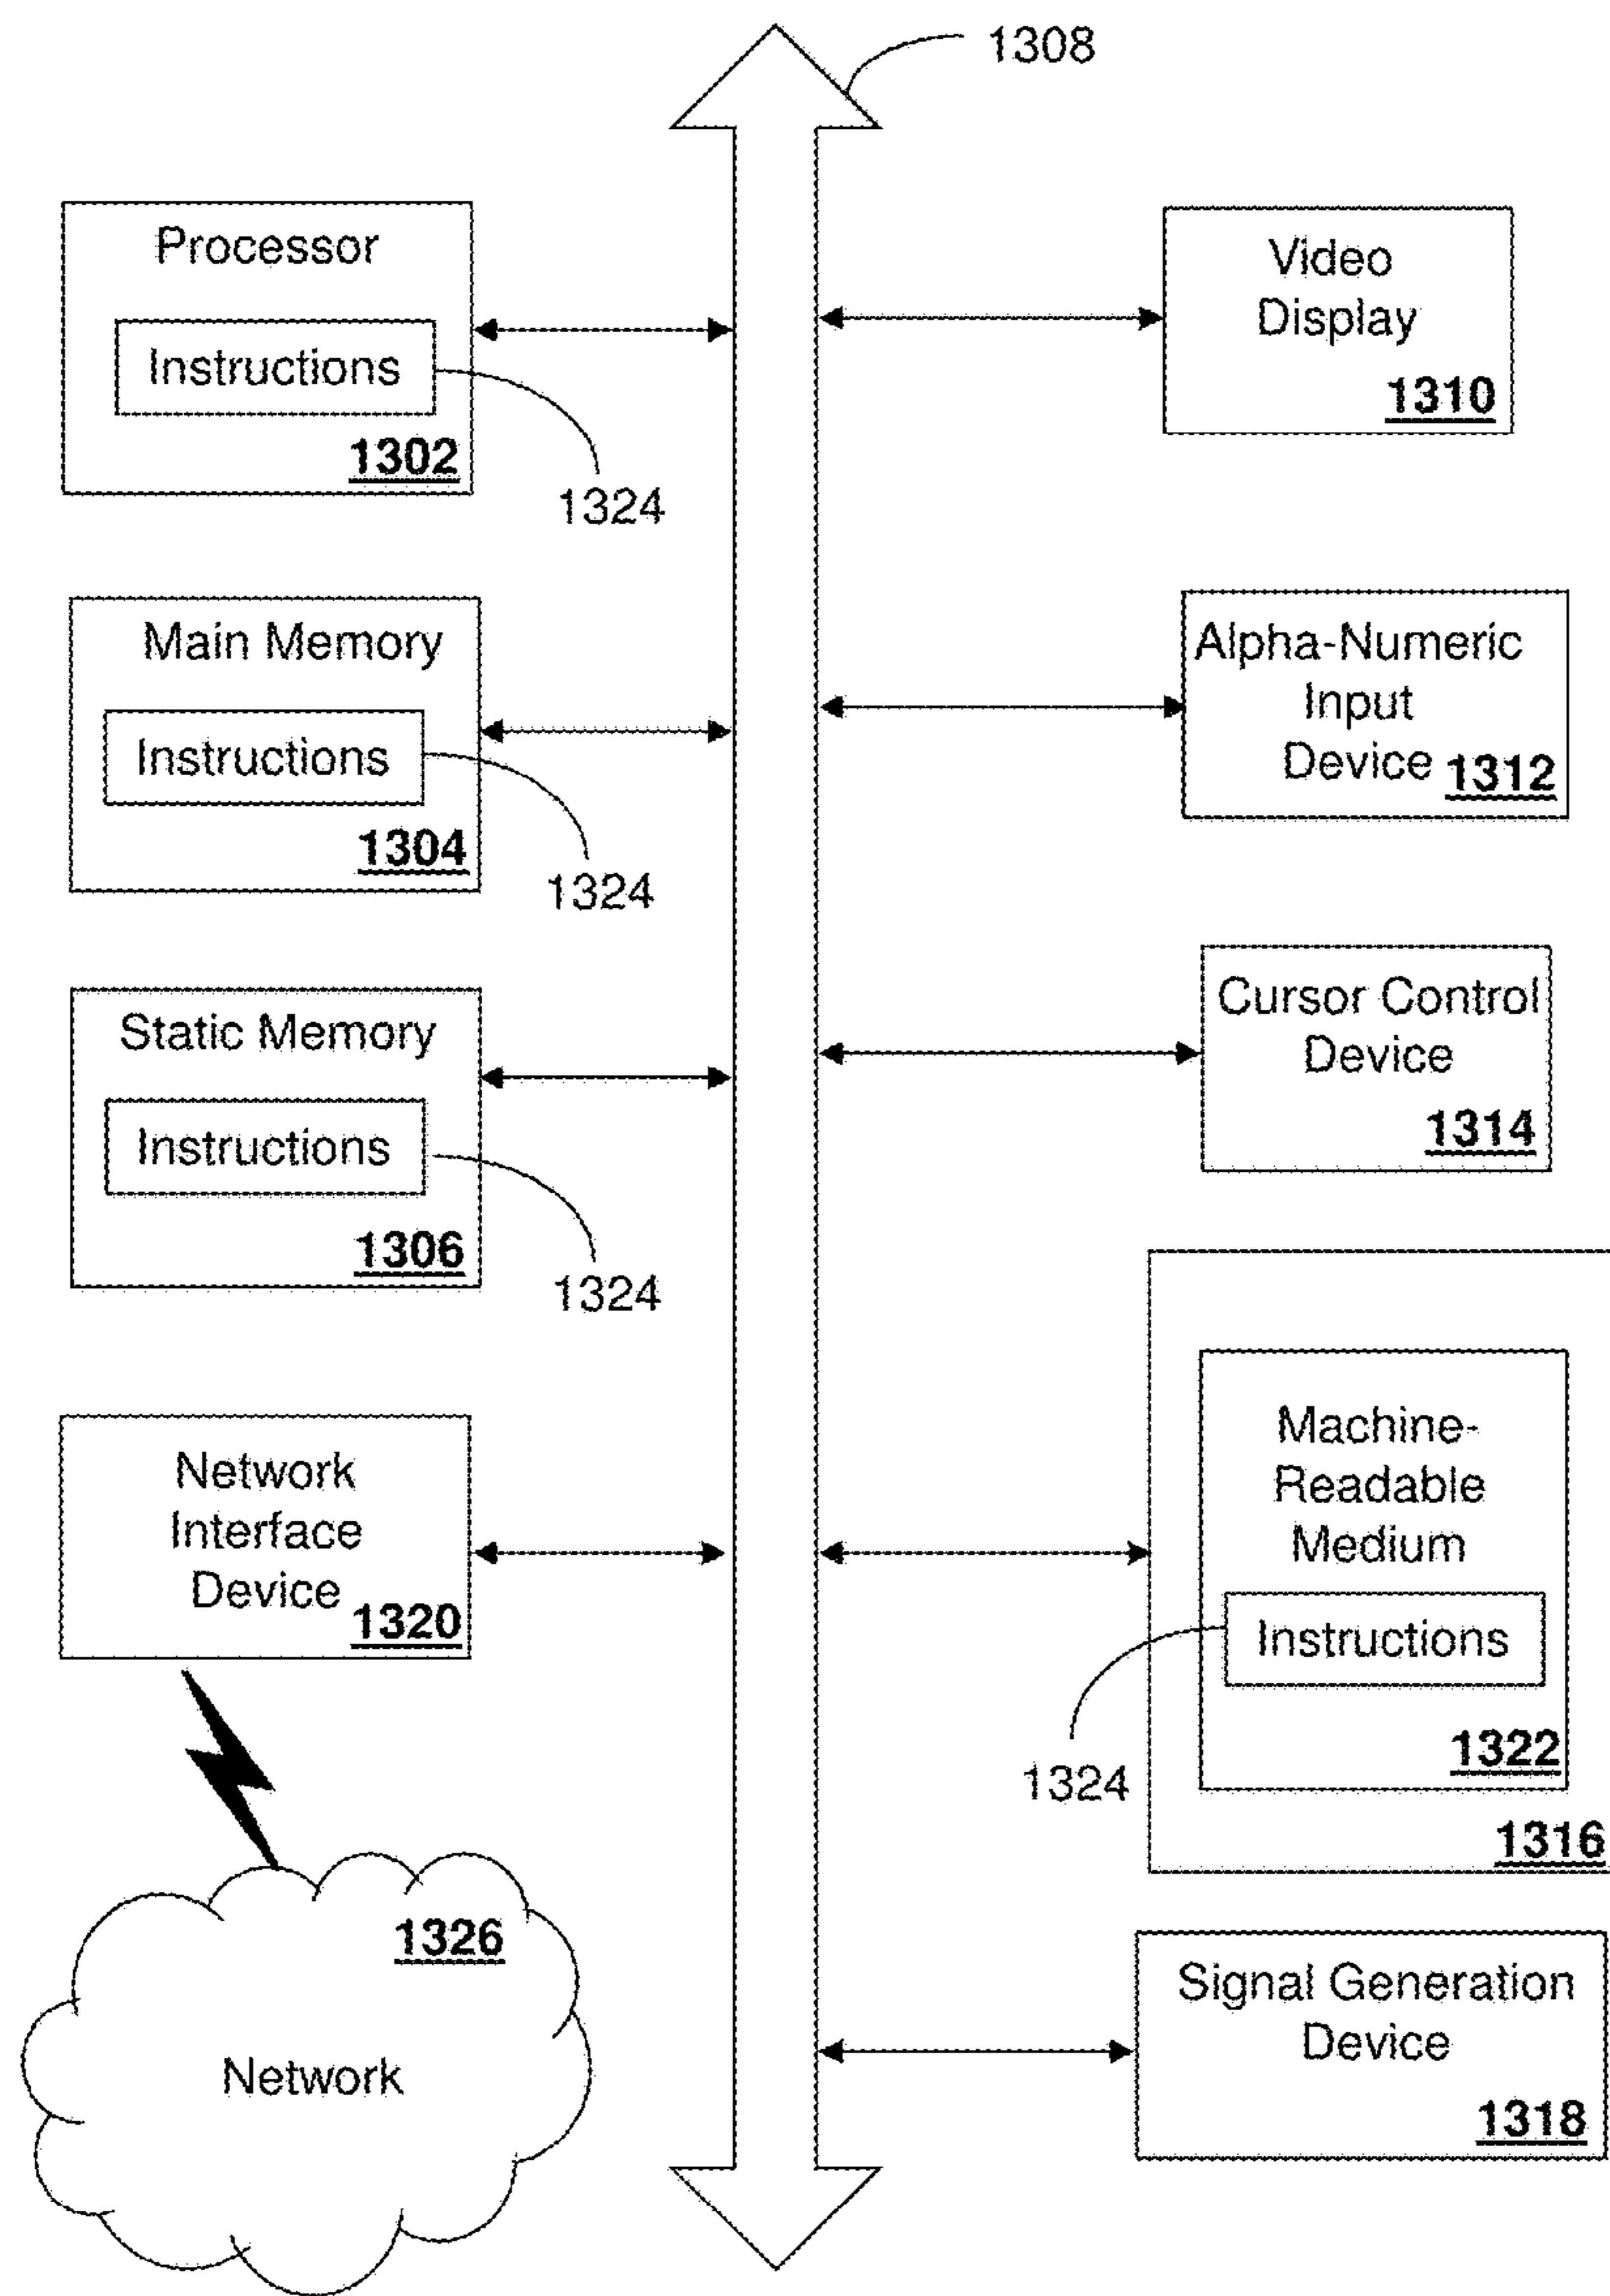 1308
Processor
Instructions
1302
1324
Main Memory
Instructions
1304
1324
Static Memory
Instructions
1306
1324
Network
Interface
Device
1320
1326
Network
Video
Display
1310
Alpha-Numeric
Input
Device 1312
Cursor Control
Device
1314
Machine-
Readable
Medium
Instructions
1322
1324
1316
Signal Generation
Device
1318